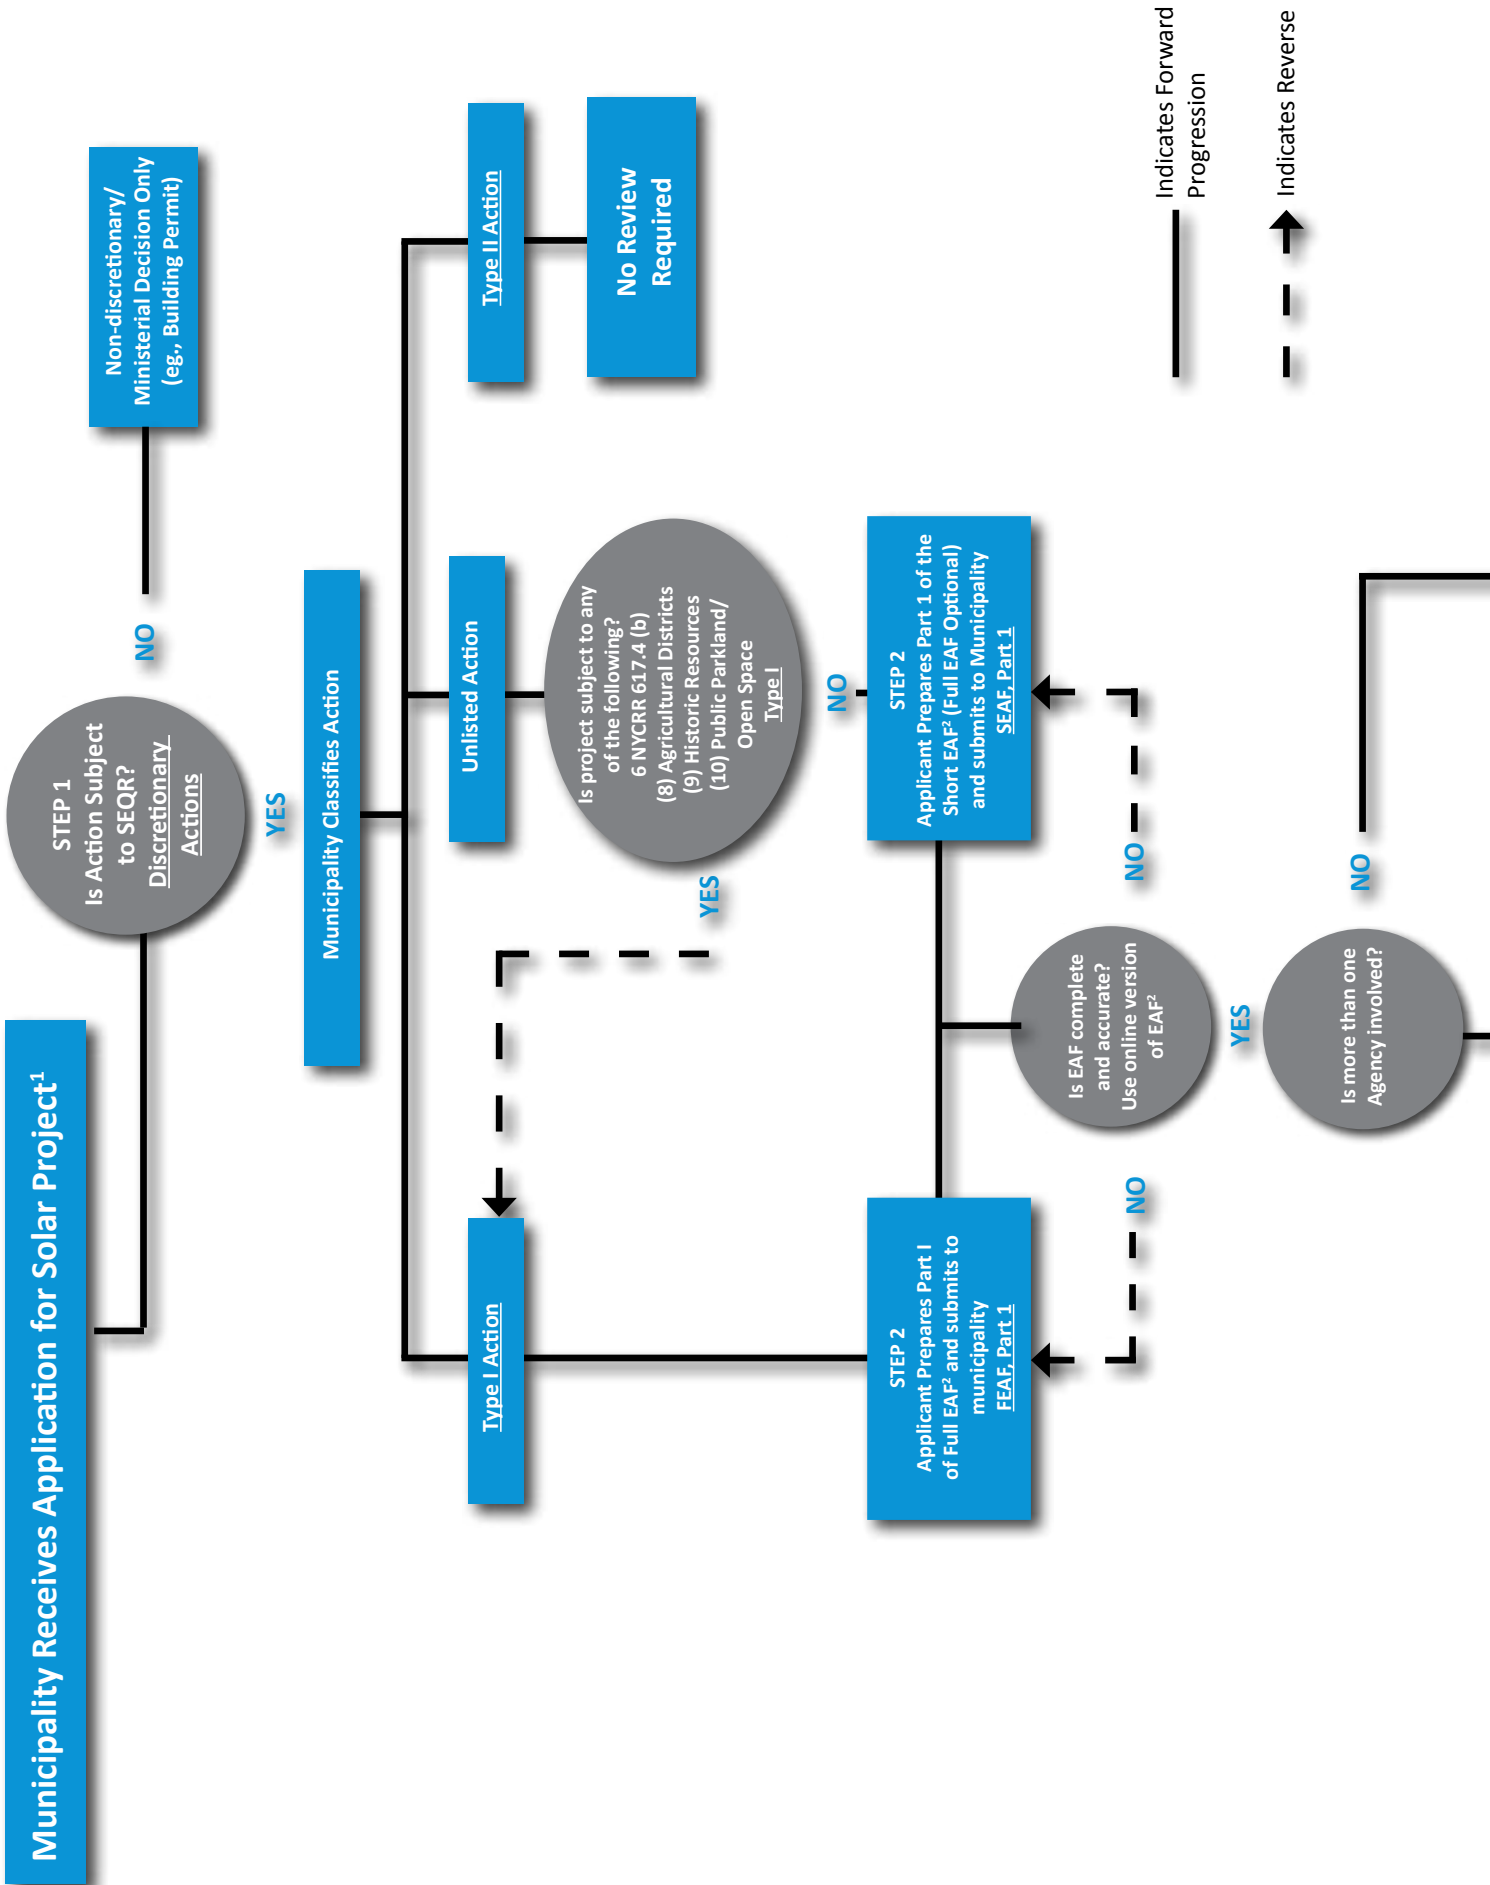 Municipality Receives Application for Solar Project1
STEP 1
Is Action Subject
to SEQR?
Discretionary
Actions
NO
Non-discretionary/
Ministerial Decision Only
(eg., Building Permit)
YES
Municipality Classifies Action
Type I Action
Unlisted Action
Type II Action
Is project subject to any
of the following?
6 NYCRR 617.4 (b)
(8) Agricultural Districts
(9) Historic Resources
(10) Public Parkland/
Open Space
Type I
YES
NO
No Review
Required
STEP 2
Applicant Prepares Part I
of Full EAF2 and submits to
municipality
FEAF, Part 1
STEP 2
Applicant Prepares Part 1 of the
Short EAF2 (Full EAF Optional)
and submits to Municipality
SEAF, Part 1
Is EAF complete
and accurate?
Use online version
of EAF2
NO
NO
YES
Is more than one
Agency involved?
NO
Indicates Forward
Progression
Indicates Reverse